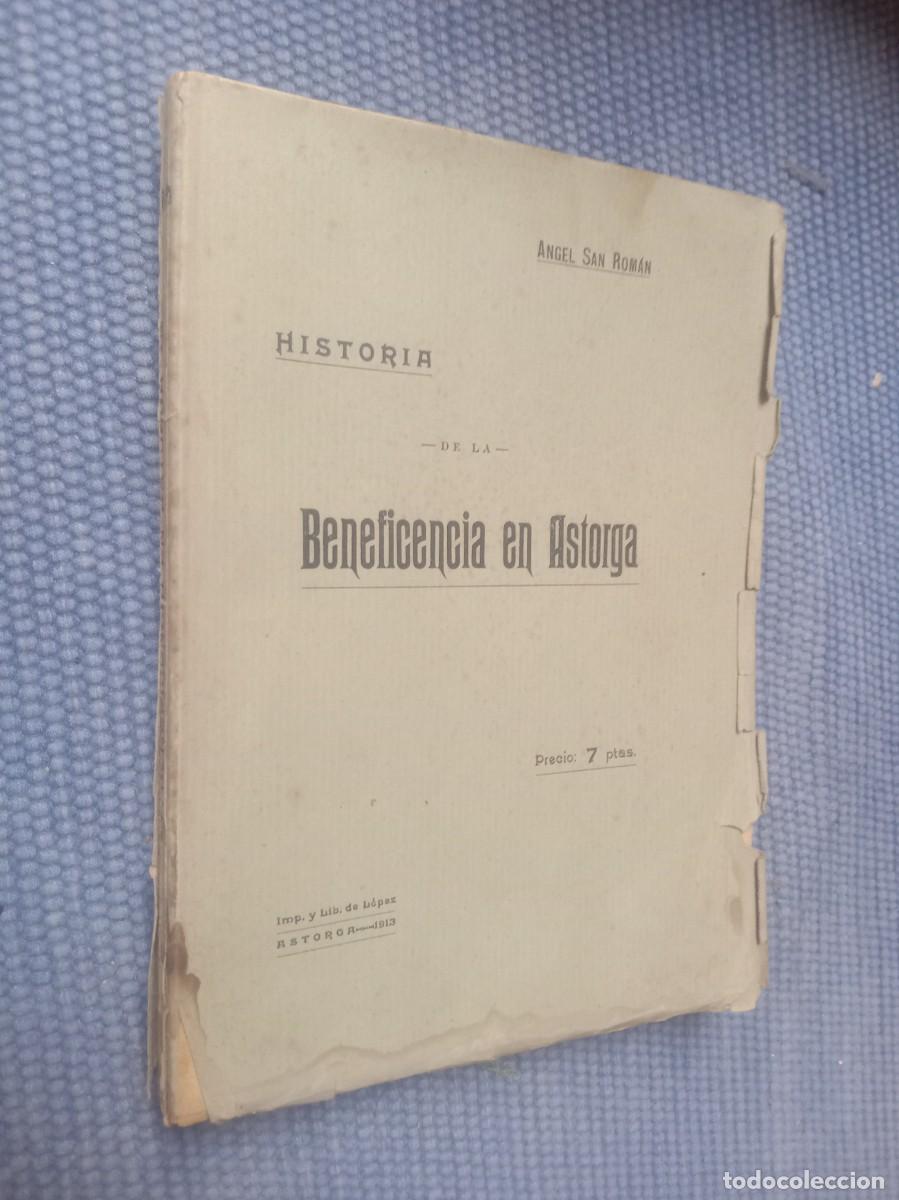 ANGEL SAN ROMÁN
HISTORIA
— DE LA —
Beneficencia en Astorga
Precio: 7 ptas.
Imp. y Lib. de López
ASTORGA—1913
todocoleccion